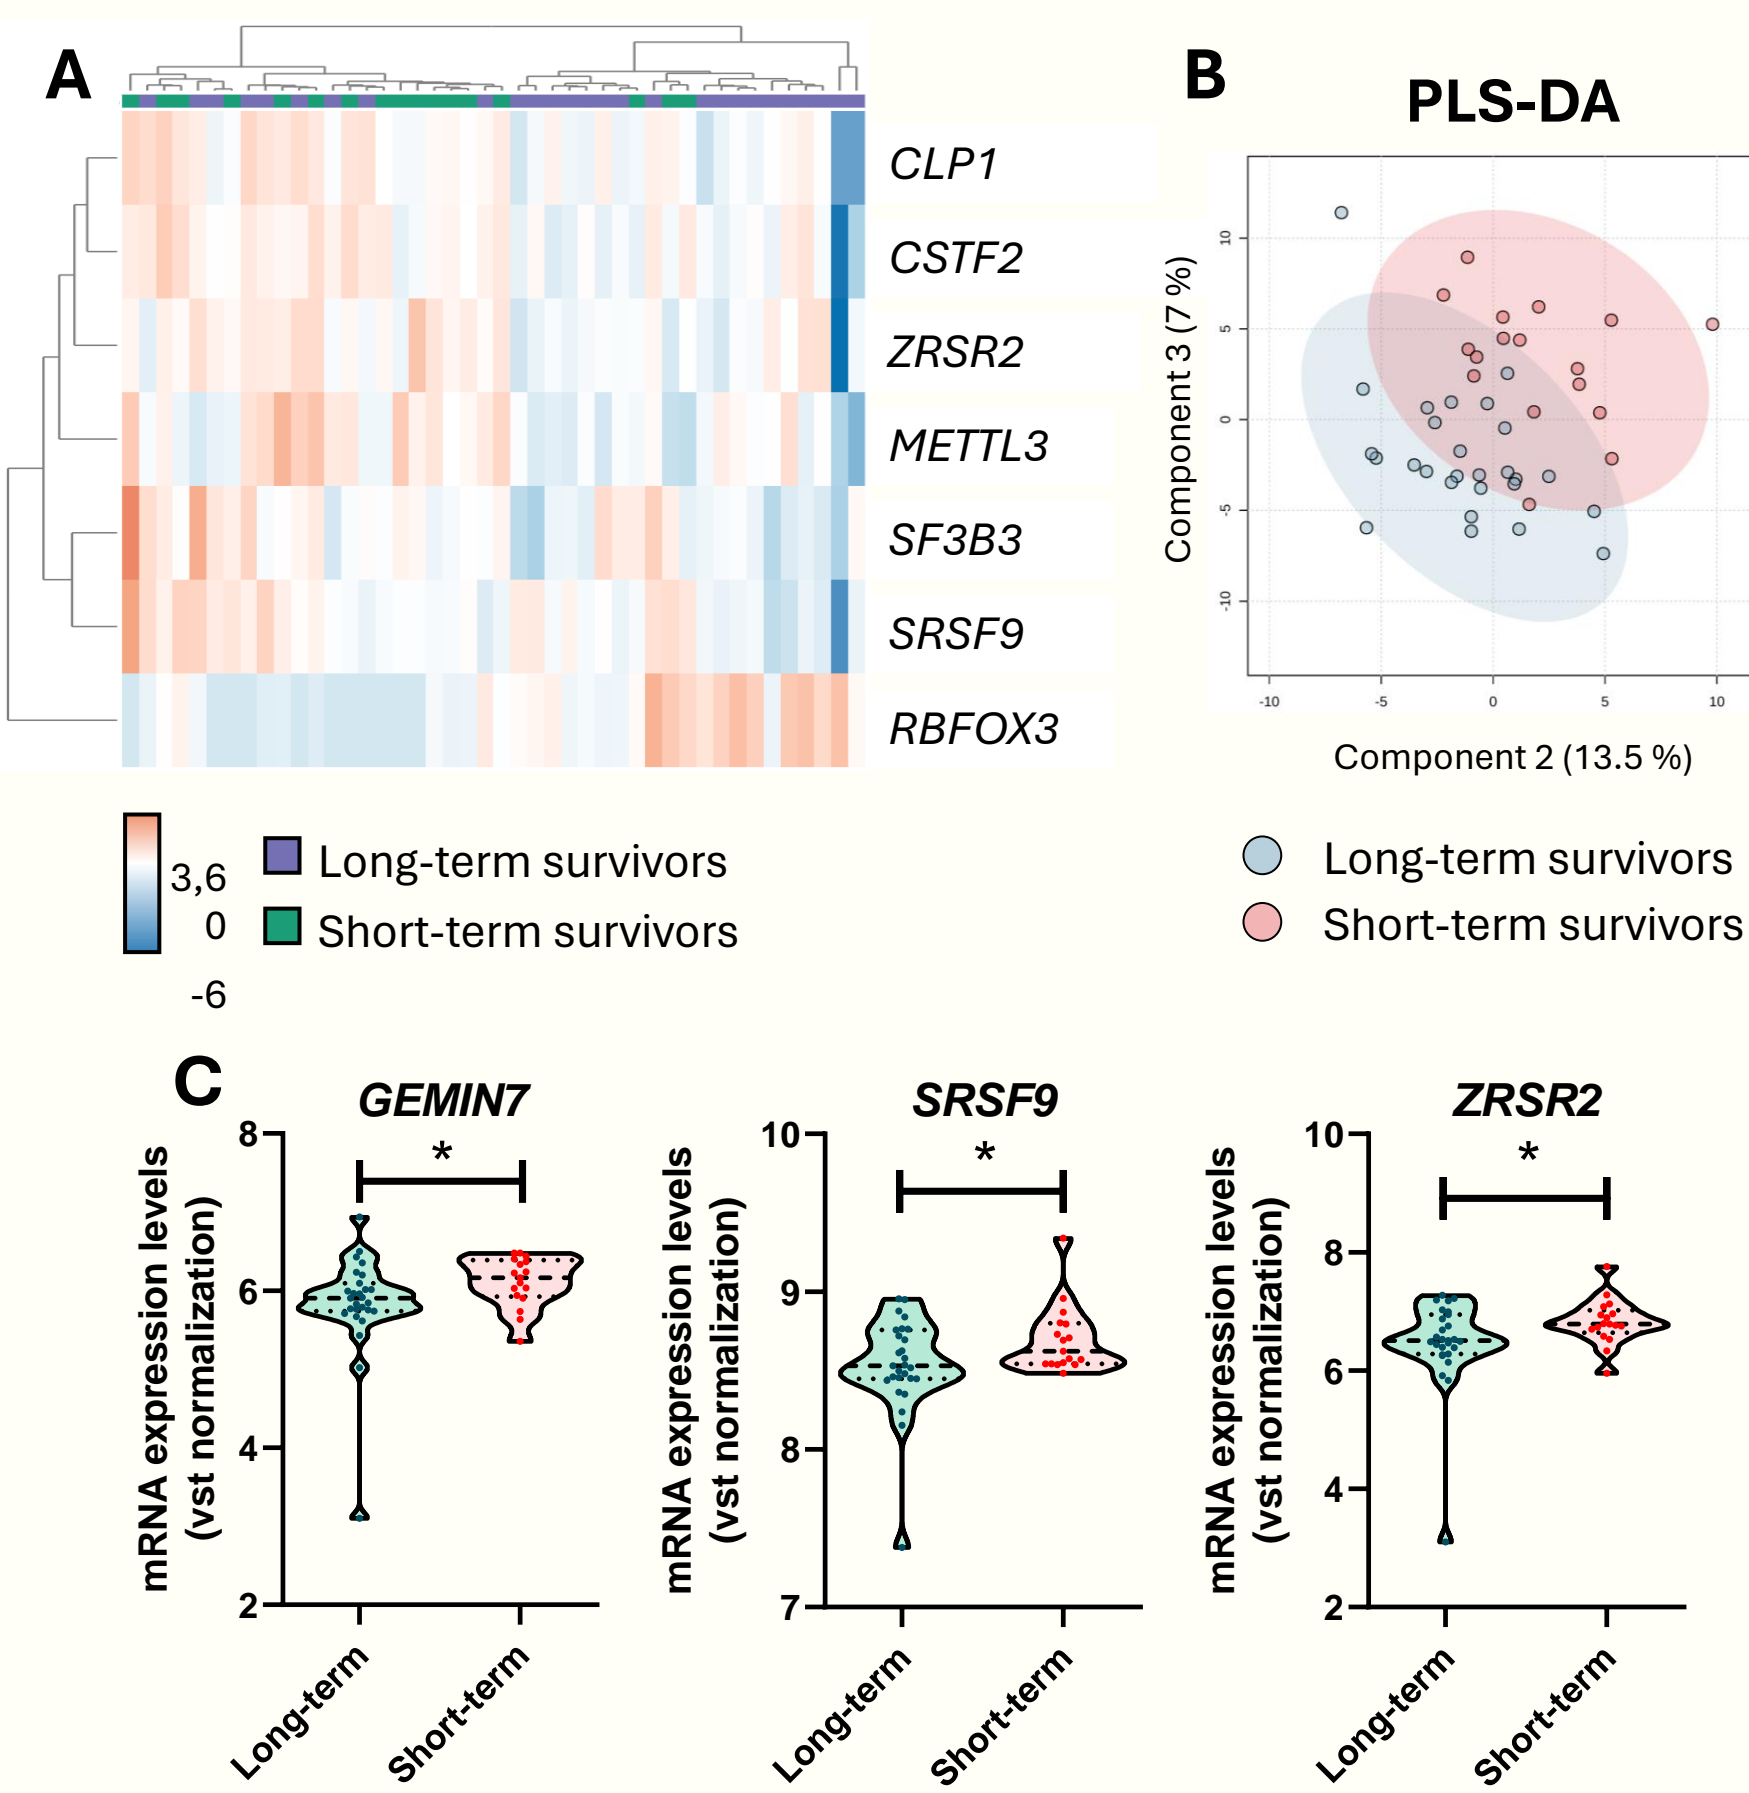 A
CLP1
CSTF2
ZRSR2
METTL3
SF3B3
SRSF9
RBFOX3
3,6
0
-6
Long-term survivors
Short-term survivors
B
PLS-DA
Component 3 (7 %)
10
5
0
-5
-10
-10
-5
0
5
10
Component 2 (13.5 %)
Long-term survivors
Short-term survivors
C
GEMIN7
*
mRNA expression levels
(vst normalization)
8
6
4
2
Long-term
Short-term
SRSF9
*
mRNA expression levels
(vst normalization)
10
9
8
7
Long-term
Short-term
ZRSR2
*
mRNA expression levels
(vst normalization)
10
8
6
4
2
Long-term
Short-term